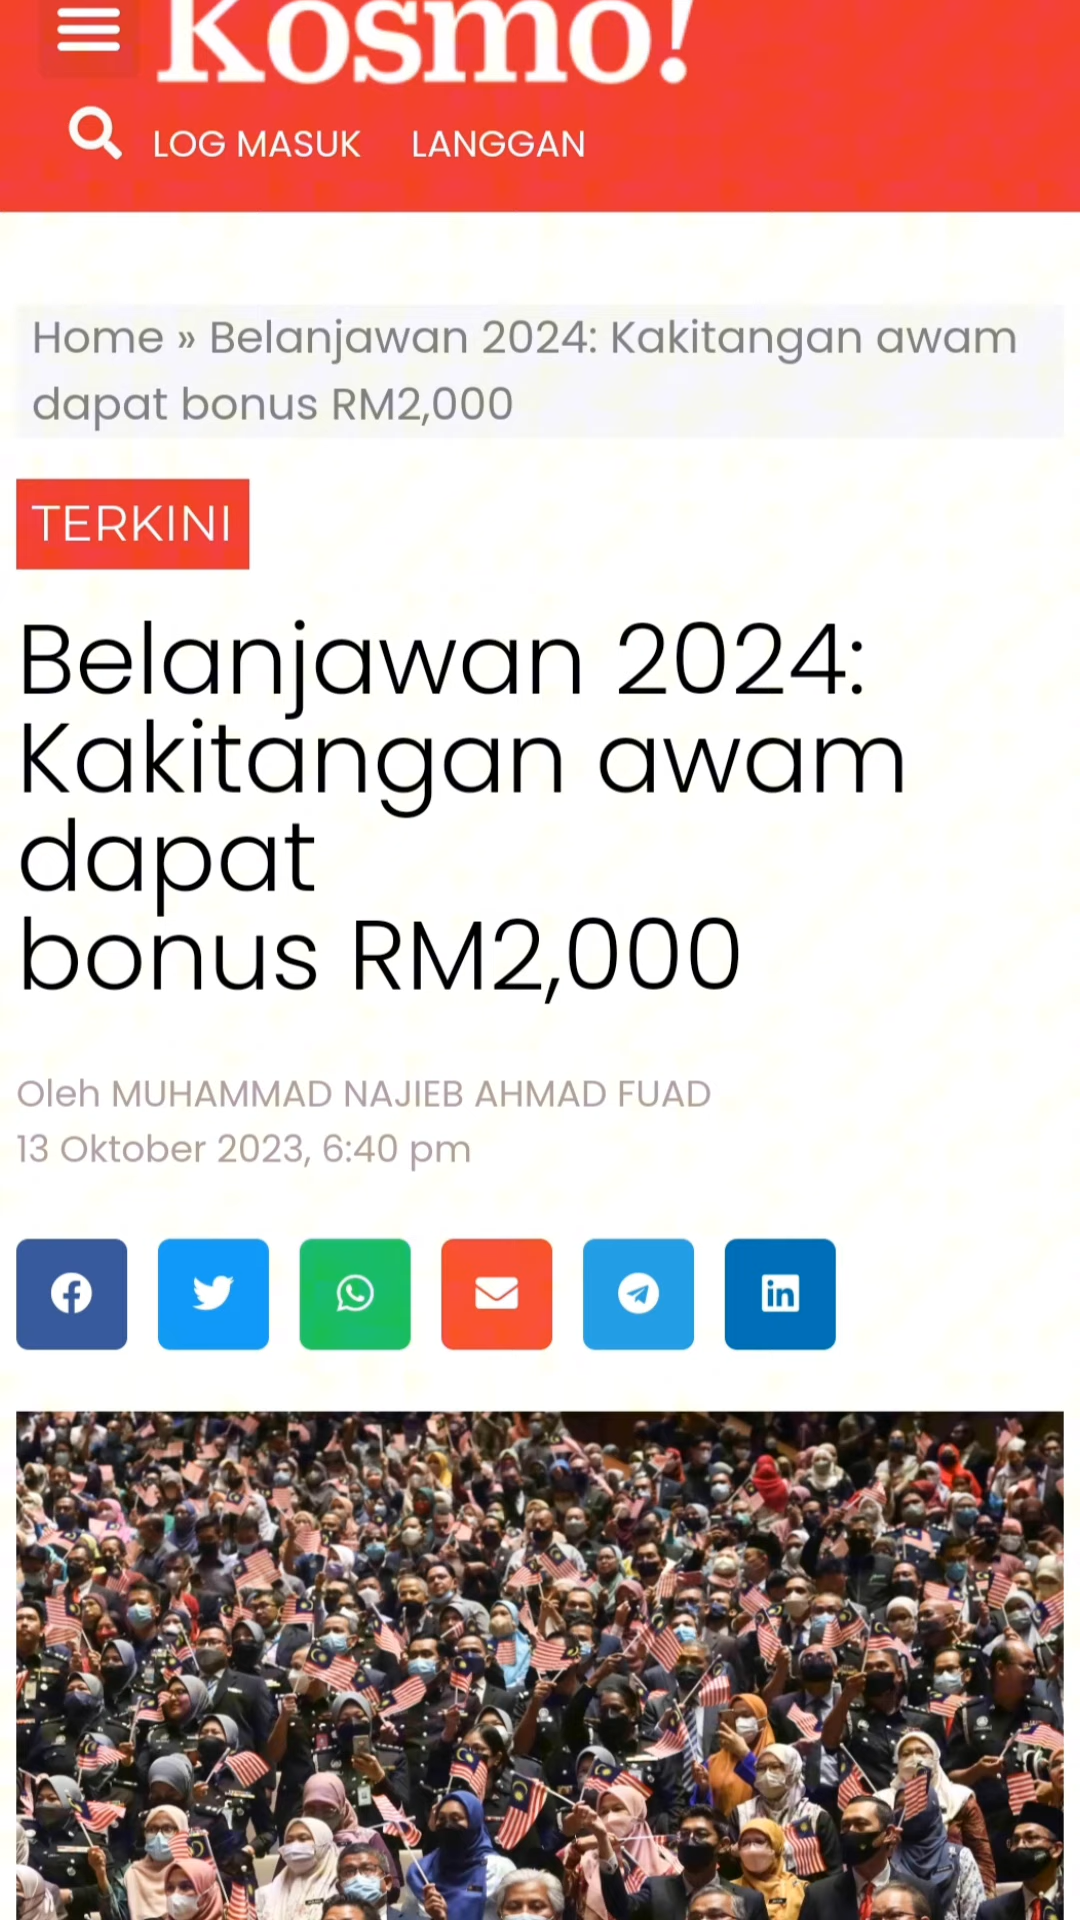 Kosmo!
LOG MASUK LANGGAN
Home » Belanjawan 2024: Kakitangan awam
dapat bonus RM2,000
TERKINI
Belanjawan 2024:
Kakitangan awam
dapat
bonus RM2,000
Oleh MUHAMMAD NAJIEB AHMAD FUAD
13 Oktober 2023, 6:40 pm
in